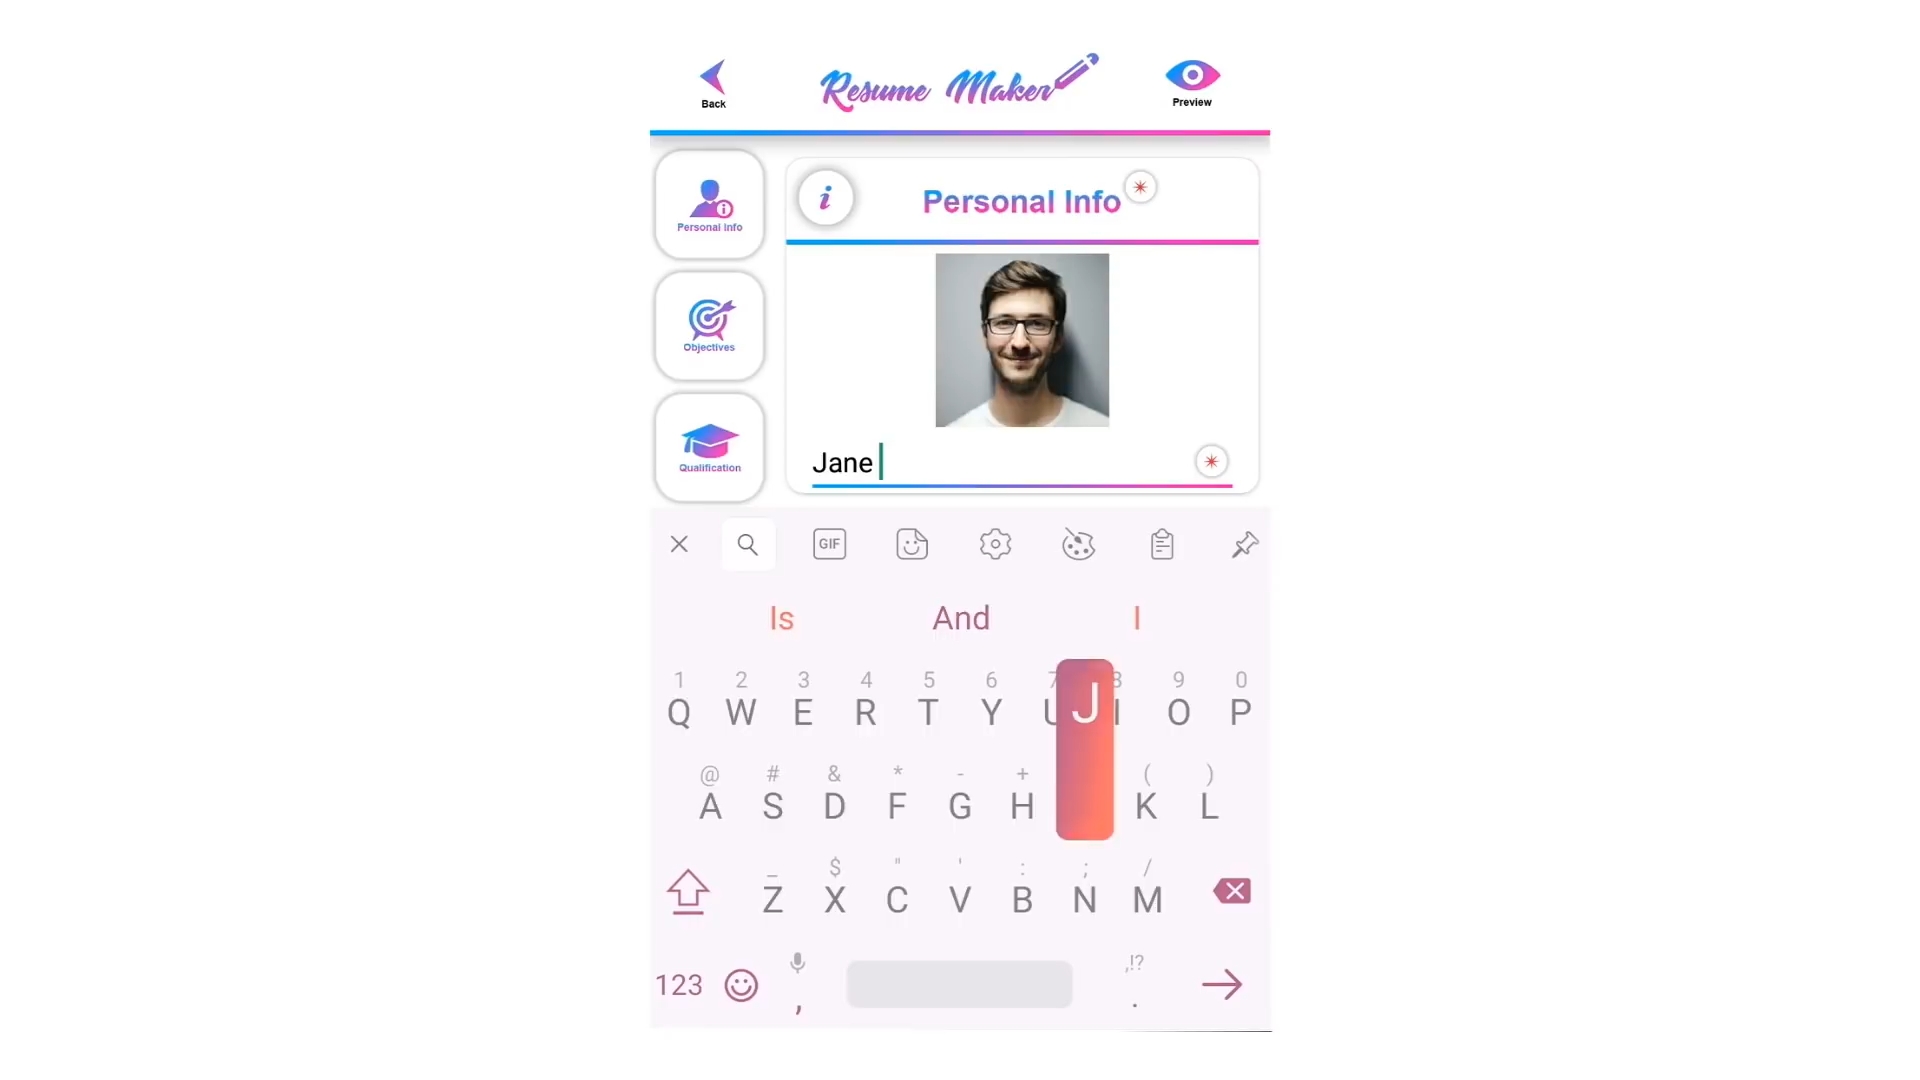 Resume Maker
Back
Preview
Personal Info
Personal Info
Objectives
Qualification
Jane
GIF
Is And I
1 2 3 4 5 6 7 8 9 0
Q W E R T Y U I O P
J
@ # & * - + ( )
A S D F G H K L
_ $ " ' : ; /
Z X C V B N M
,!?
123 , .